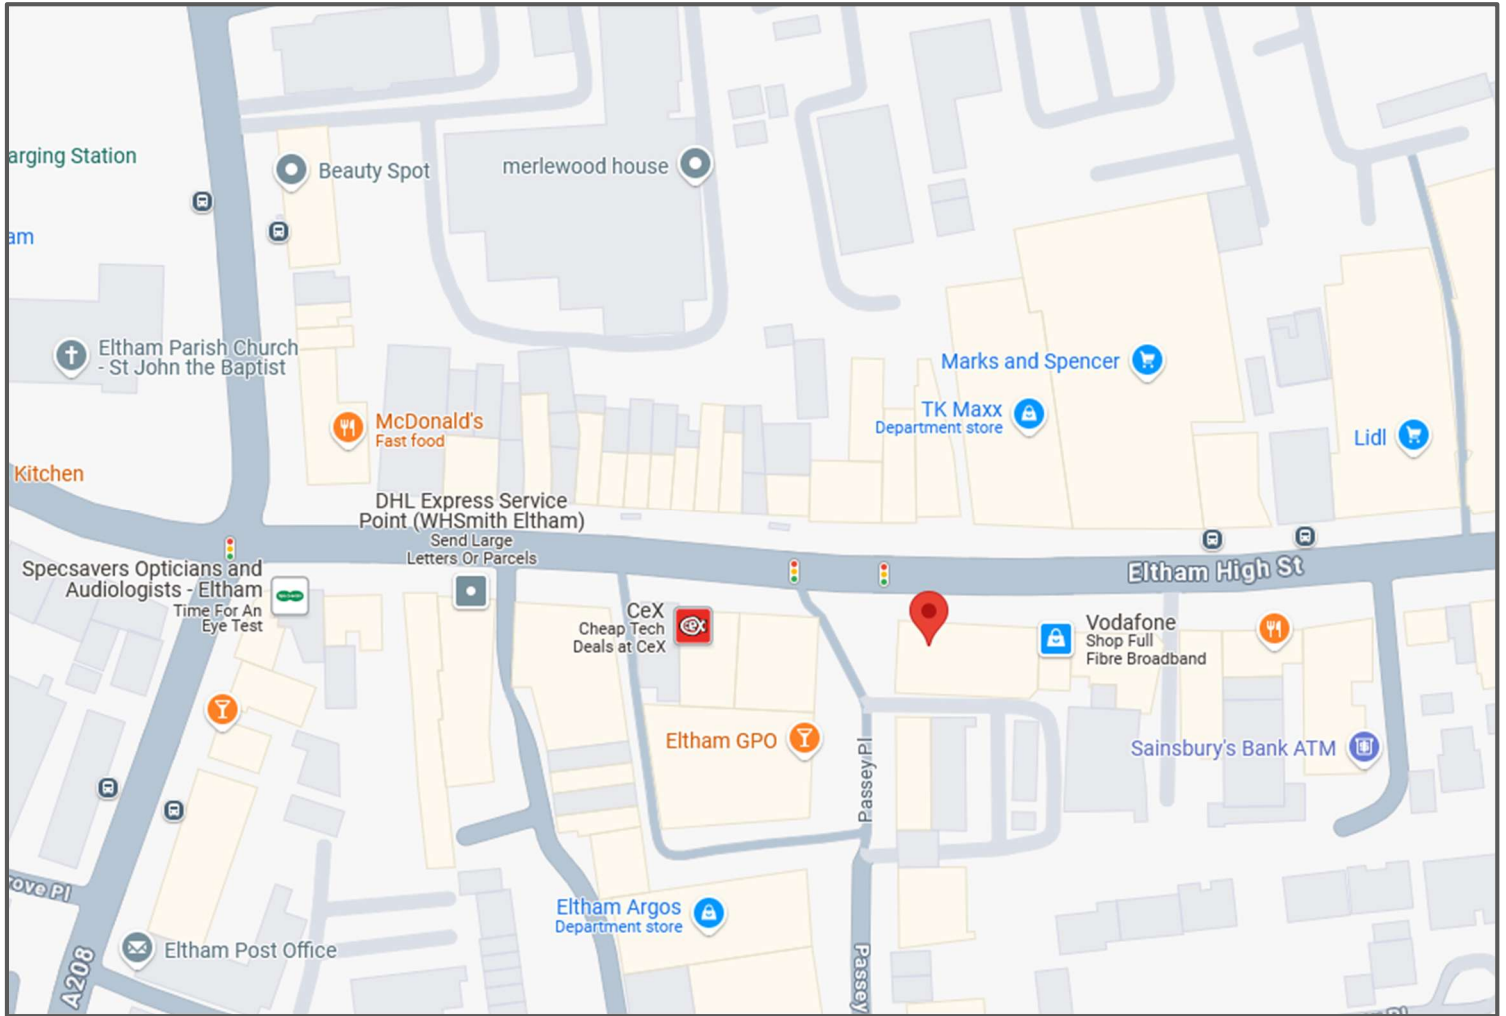 arging Station
Beauty Spot
merlewood house
am
Eltham Parish Church
- St John the Baptist
Marks and Spencer
TK Maxx
Department store
McDonald's
Fast food
Lidl
Kitchen
DHL Express Service
Point (WHSmith Eltham)
Send Large
Letters Or Parcels
Eltham High St
Specsavers Opticians and
Audiologists - Eltham
Time For An
Eye Test
CeX
Cheap Tech
Deals at CeX
Vodafone
Shop Full
Fibre Broadband
Eltham GPO
Passey Pl
Sainsbury's Bank ATM
rove Pl
Eltham Argos
Department store
Eltham Post Office
A208
Passey